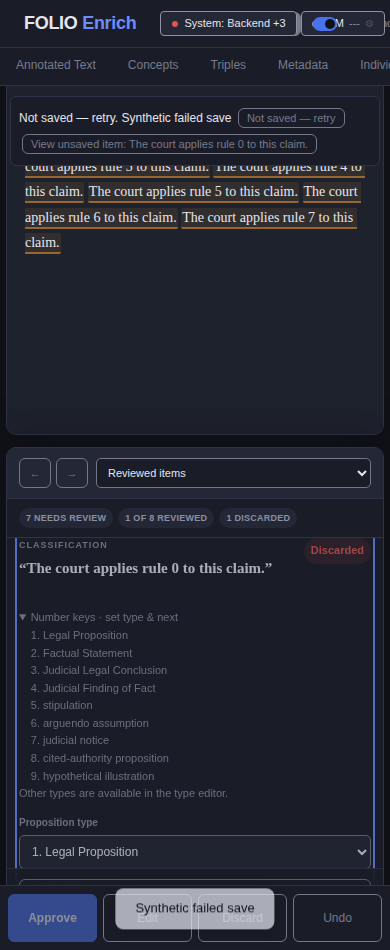 FOLIO Enrich
System: Backend +3
M --- 
Annotated Text Concepts Triples Metadata
Not saved — retry. Synthetic failed save Not saved — retry
View unsaved item: The court applies rule 0 to this claim.
court applies rule 3 to this claim. The court applies rule 4 to
this claim. The court applies rule 5 to this claim. The court
applies rule 6 to this claim. The court applies rule 7 to this
claim.
← → Reviewed items
7 NEEDS REVIEW 1 OF 8 REVIEWED 1 DISCARDED
CLASSIFICATION
Discarded
“The court applies rule 0 to this claim.”
▼ Number keys · set type & next
1. Legal Proposition
2. Factual Statement
3. Judicial Legal Conclusion
4. Judicial Finding of Fact
5. stipulation
6. arguendo assumption
7. judicial notice
8. cited-authority proposition
9. hypothetical illustration
Other types are available in the type editor.
Proposition type
1. Legal Proposition
Approve Edit Discard Undo
Synthetic failed save